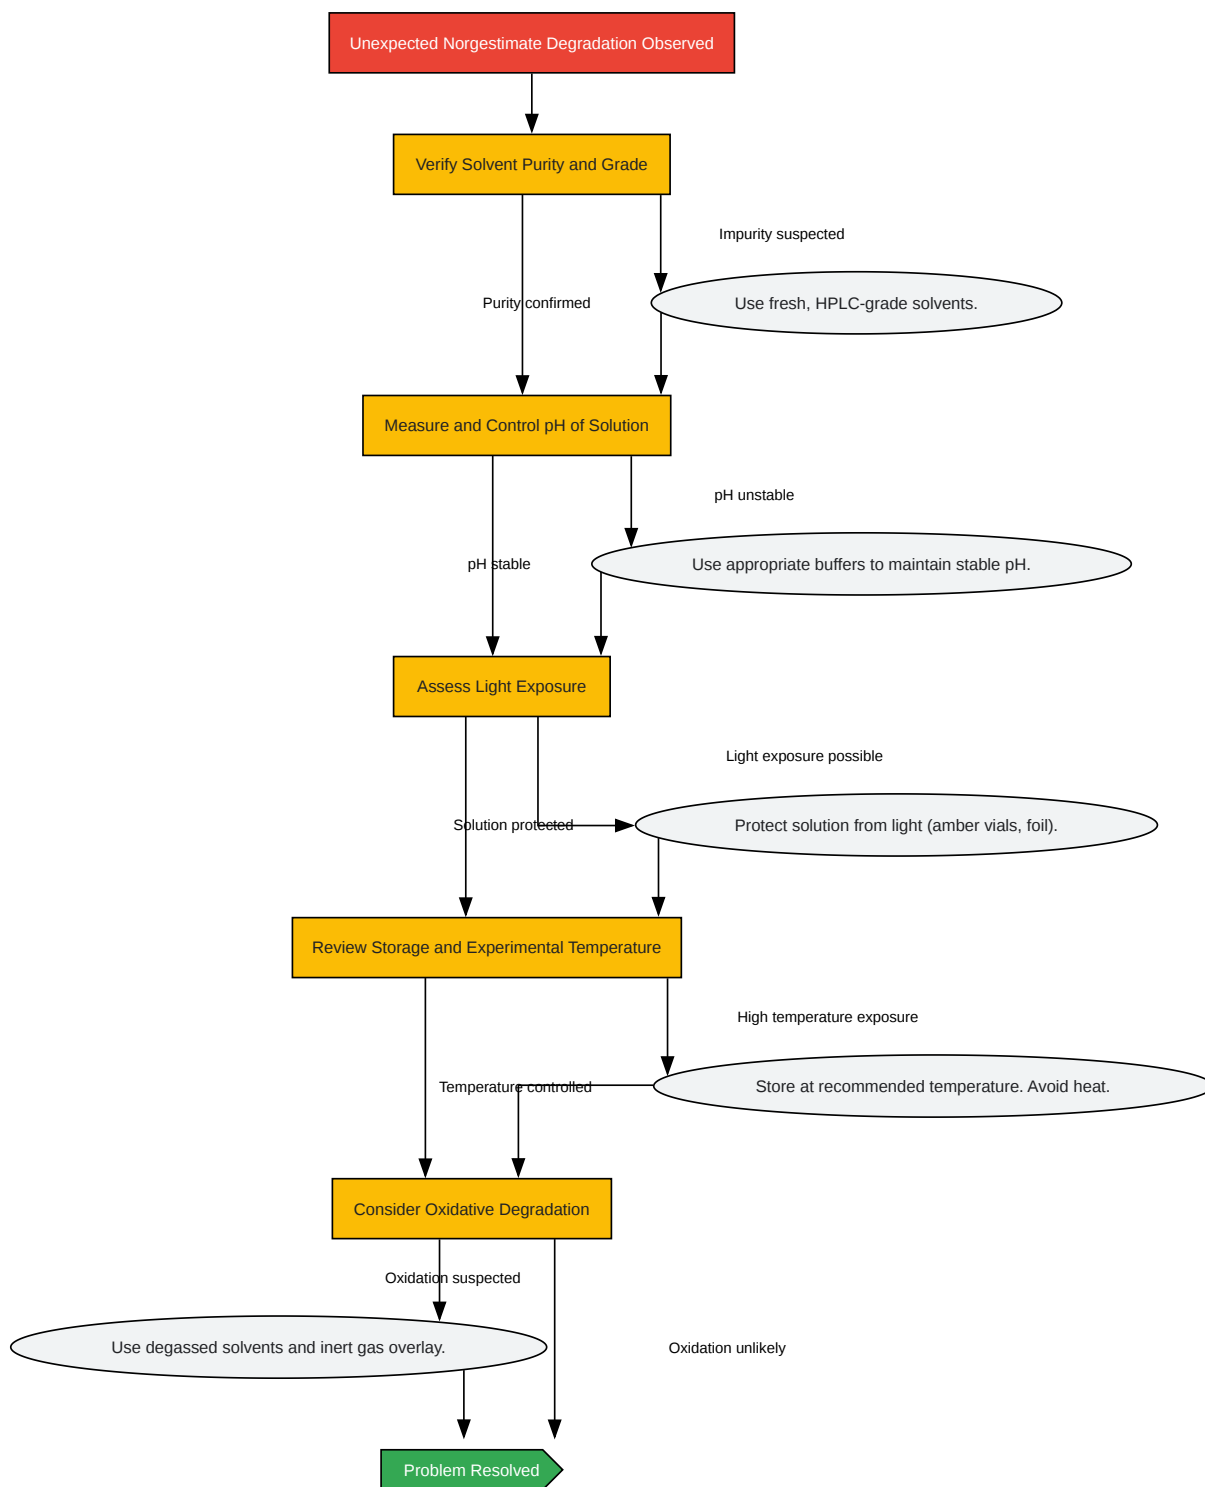 Unexpected Norgestimate Degradation Observed
Verify Solvent Purity and Grade
Impurity suspected
Purity confirmed
Use fresh, HPLC-grade solvents.
Measure and Control pH of Solution
pH unstable
pH stable
Use appropriate buffers to maintain stable pH.
Assess Light Exposure
Light exposure possible
Solution protected
Protect solution from light (amber vials, foil).
Review Storage and Experimental Temperature
High temperature exposure
Temperature controlled
Store at recommended temperature. Avoid heat.
Consider Oxidative Degradation
Oxidation suspected
Use degassed solvents and inert gas overlay.
Oxidation unlikely
Problem Resolved